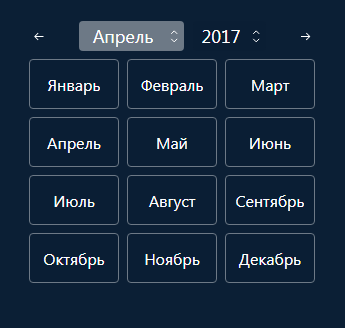 ← Апрель 2017 →
Январь Февраль Март
Апрель Май Июнь
Июль Август Сентябрь
Октябрь Ноябрь Декабрь